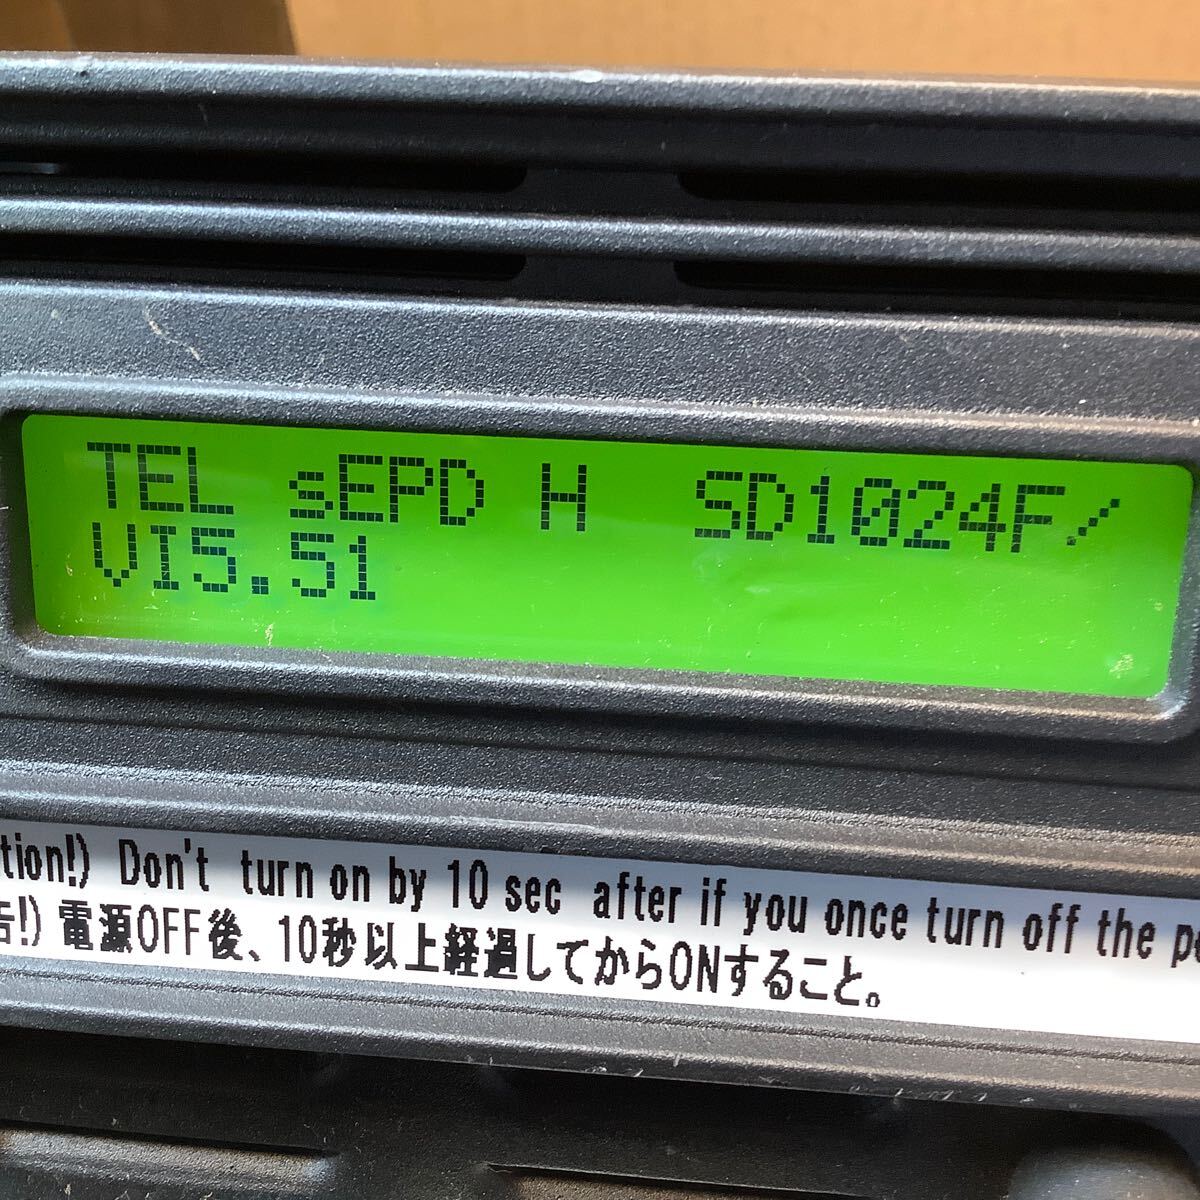 TEL sEPD H SD1024F/
VI5.51
tion!) Don't turn on by 10 sec after if you once turn off the po
告!) 電源OFF後、10秒以上経過してからONすること。